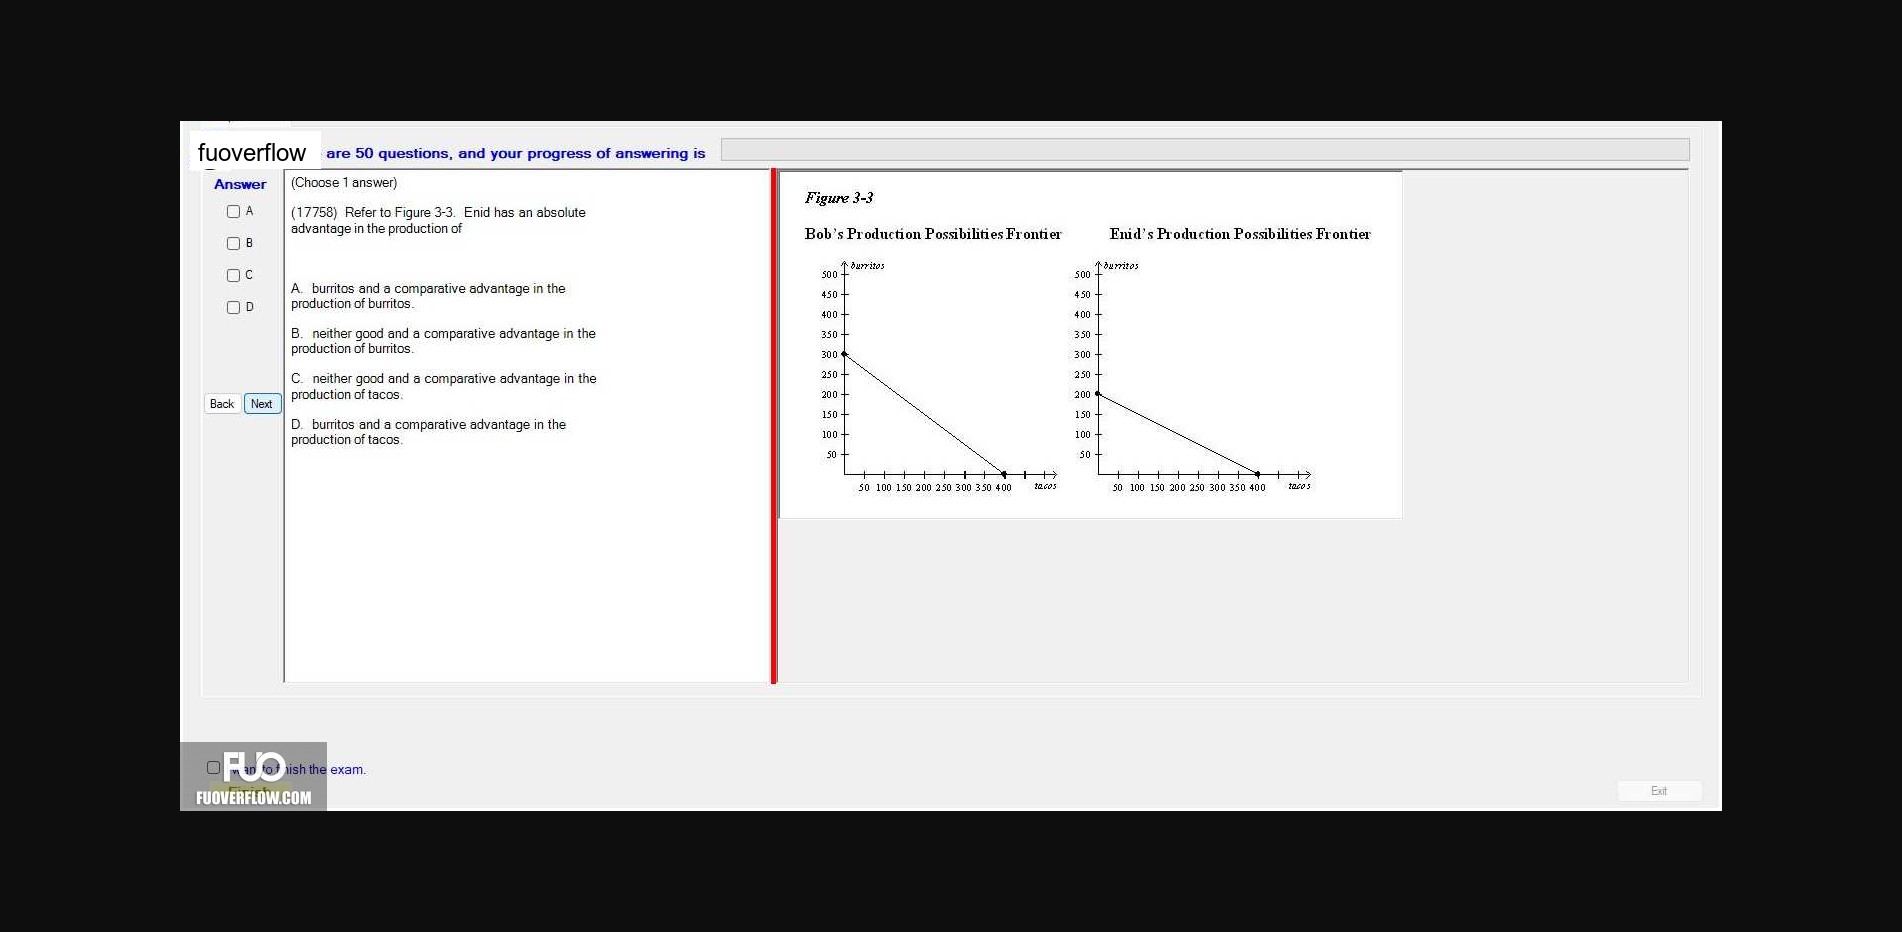 fuoverflow are 50 questions, and your progress of answering is
Answer
A
B
C
D
Back Next
(Choose 1 answer)
(17758) Refer to Figure 3-3. Enid has an absolute
advantage in the production of
A. burritos and a comparative advantage in the
production of burritos.
B. neither good and a comparative advantage in the
production of burritos.
C. neither good and a comparative advantage in the
production of tacos.
D. burritos and a comparative advantage in the
production of tacos.
Figure 3-3
Bob's Production Possibilities Frontier
burritos
500
450
400
350
300
250
200
150
100
50
50 100 150 200 250 300 350 400 tacos
Enid's Production Possibilities Frontier
burritos
500
450
400
350
300
250
200
150
100
50
50 100 150 200 250 300 350 400 tacos
FUO
the exam.
FUOVERFLOW.COM
Exit